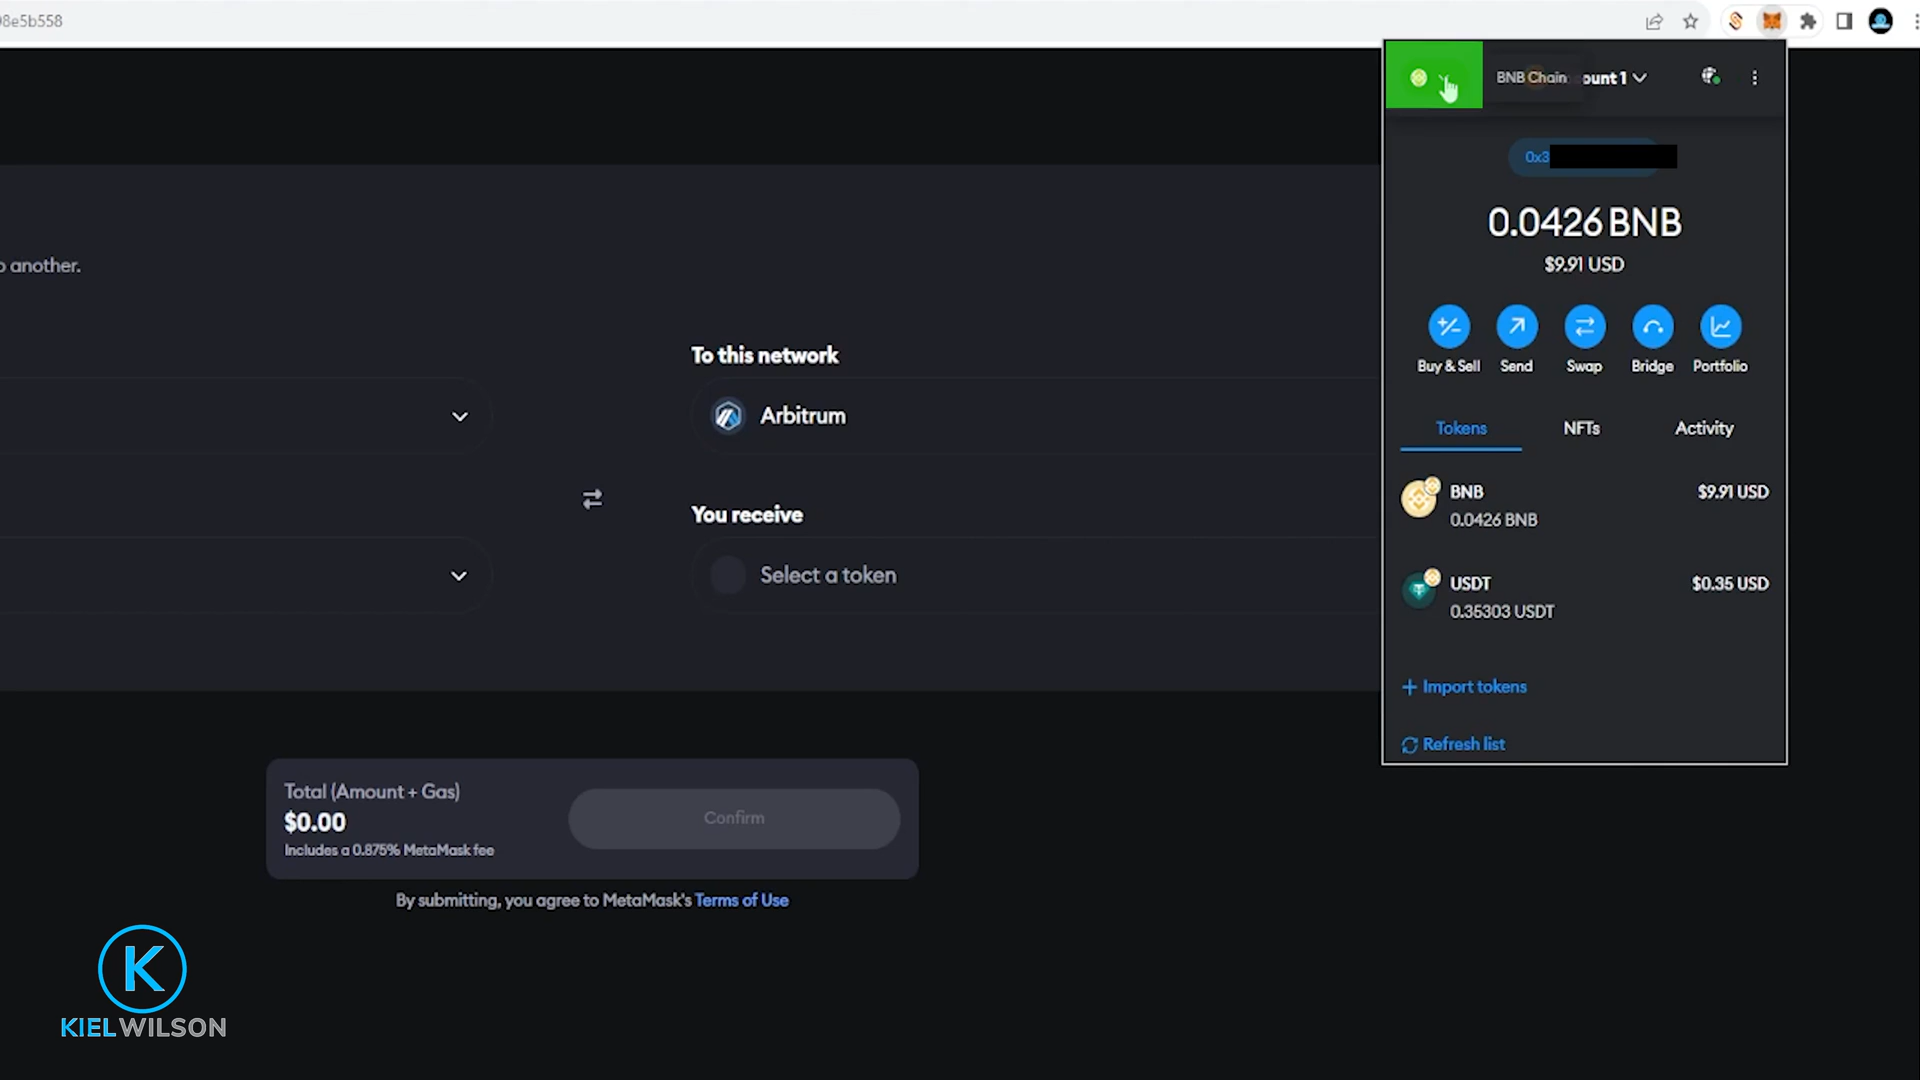 98e5b558
BNB Chain
ount 1
0x3
0.0426 BNB
$9.91 USD
Buy & Sell
Send
Swap
Bridge
Portfolio
Tokens
NFTs
Activity
BNB
$9.91 USD
0.0426 BNB
USDT
$0.35 USD
0.35303 USDT
Import tokens
Refresh list
o another.
To this network
Arbitrum
You receive
Select a token
Total (Amount + Gas)
$0.00
Includes a 0.875% MetaMask fee
Confirm
By submitting, you agree to MetaMask's Terms of Use
K
KIELWILSON